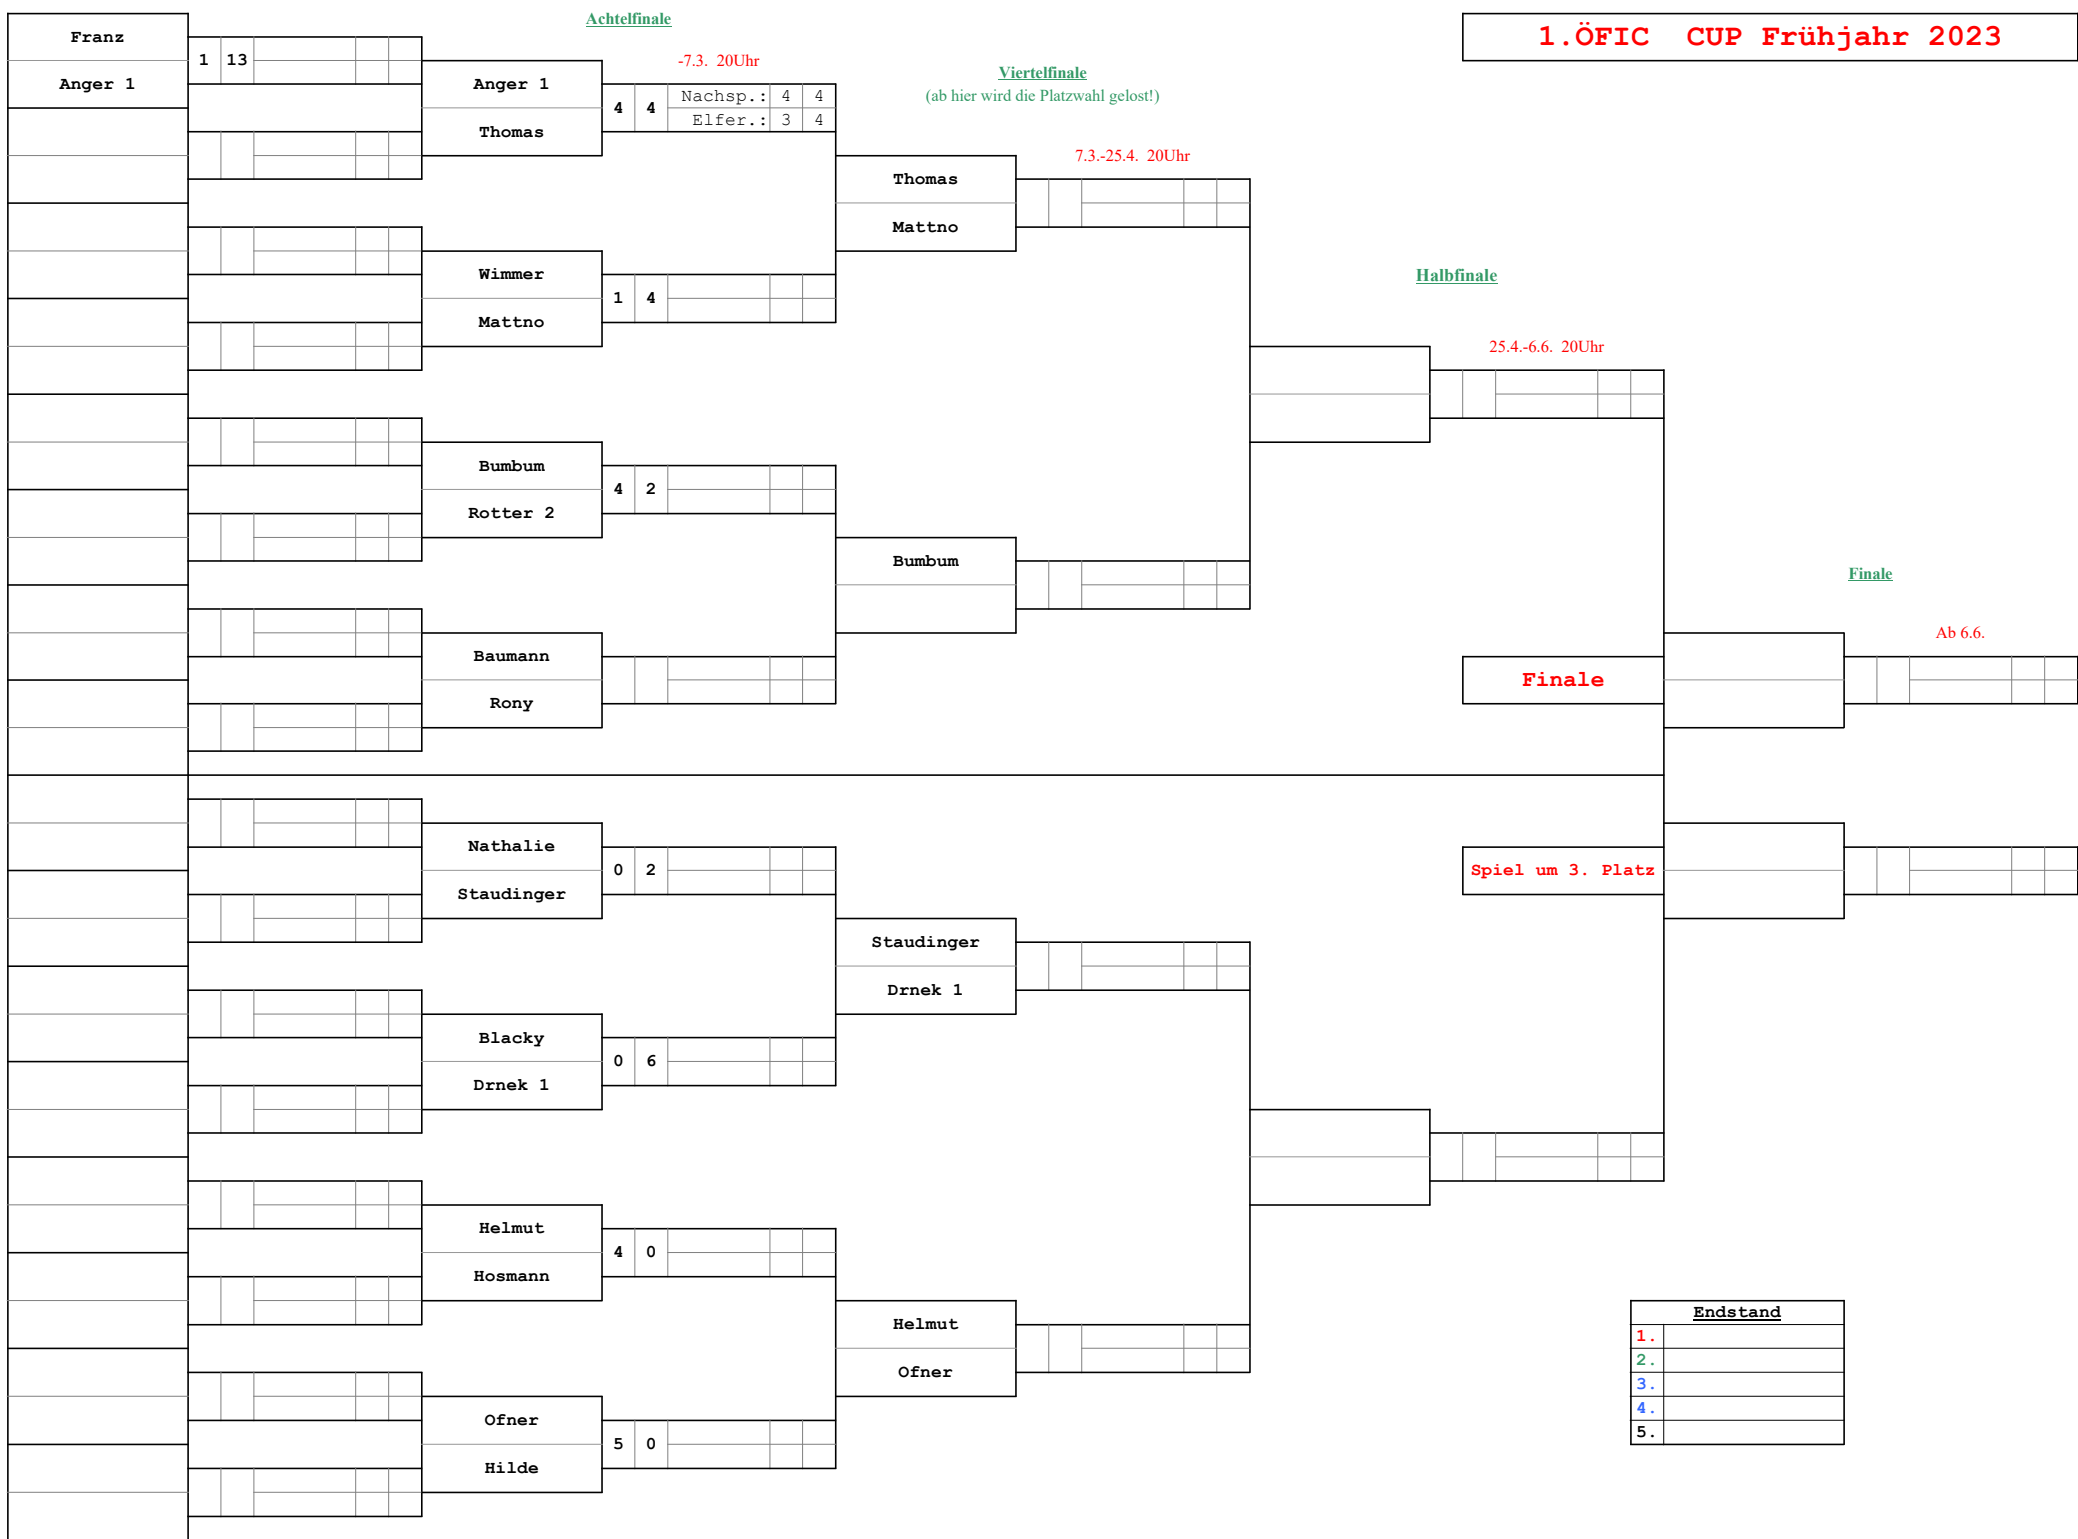 Achtelfinale
1.ÖFIC CUP Frühjahr 2023
Franz
1 13
Anger 1
-7.3. 20Uhr
Viertelfinale
(ab hier wird die Platzwahl gelost!)
Anger 1
4 4
Nachsp.: 4 4
Elfer.: 3 4
Thomas
7.3.-25.4. 20Uhr
Thomas
Mattno
Wimmer
1 4
Mattno
Halbfinale
25.4.-6.6. 20Uhr
Bumbum
4 2
Rotter 2
Bumbum
Finale
Ab 6.6.
Baumann
Rony
Finale
Nathalie
0 2
Staudinger
Spiel um 3. Platz
Staudinger
Drnek 1
Blacky
0 6
Drnek 1
Helmut
4 0
Hosmann
Helmut
Ofner
Ofner
5 0
Hilde
Endstand
1.
2.
3.
4.
5.